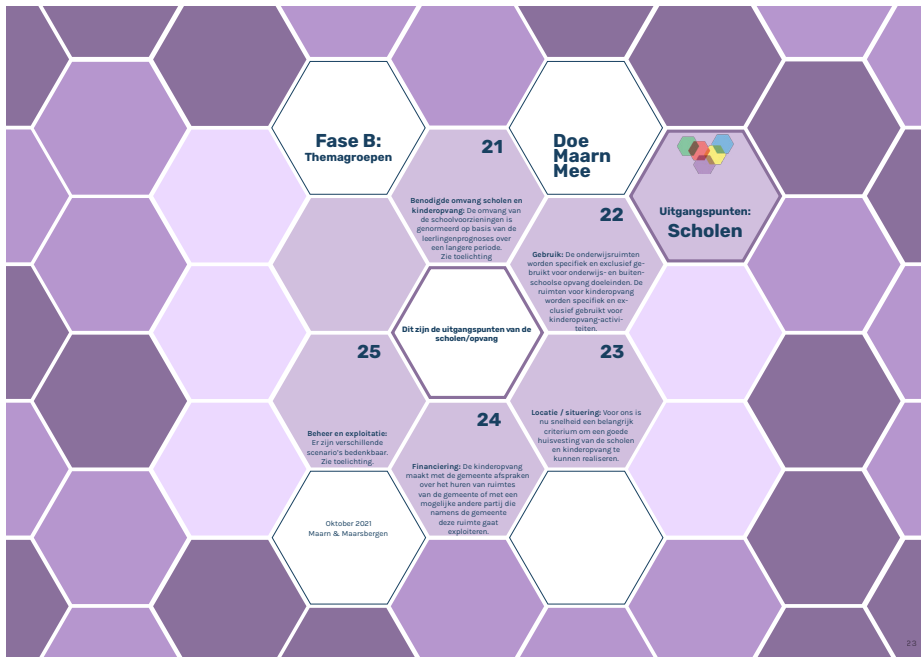 Fase B:
Themagroepen
Doe
Maarn
Mee
Uitgangspunten:
Scholen
21
Benodigde omvang scholen en
kinderopvang: De omvang van
de schoolvoorzieningen is
genormeerd op basis van de
leerlingenprognoses over
een langere periode.
Zie toelichting
22
Gebruik: De onderwijsruimten
worden specifiek en exclusief ge-
bruikt voor onderwijs- en buiten-
schoolse opvang doeleinden. De
ruimten voor kinderopvang
worden specifiek en ex-
clusief gebruikt voor
kinderopvang-activi-
teiten.
Dit zijn de uitgangspunten van de
scholen/opvang
23
Locatie / situering: Voor ons is
nu snelheid een belangrijk
criterium om een goede
huisvesting van de scholen
en kinderopvang te
kunnen realiseren.
24
Financiering: De kinderopvang
maakt met de gemeente afspraken
over het huren van ruimtes
van de gemeente of met een
mogelijke andere partij die
namens de gemeente
deze ruimte gaat
exploiteren.
25
Beheer en exploitatie:
Er zijn verschillende
scenario's bedenkbaar.
Zie toelichting.
Oktober 2021
Maarn & Maarsbergen
23